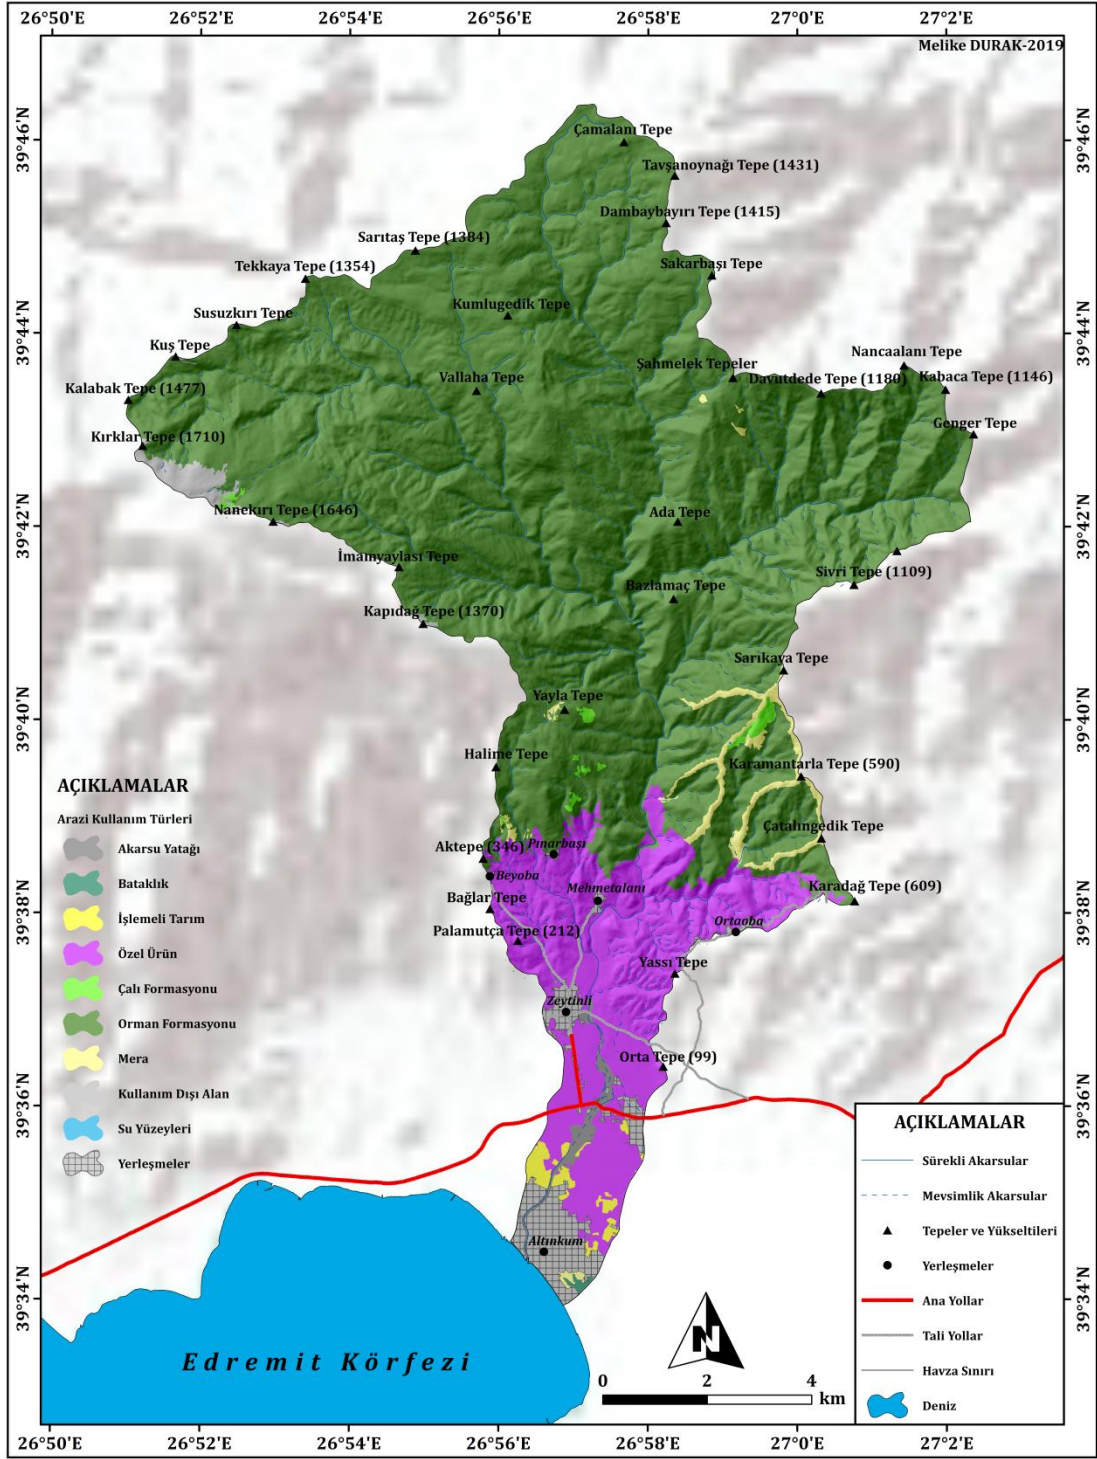 26°50'E 26°52'E 26°54'E 26°56'E 26°58'E 27°0'E 27°2'E
Melike DURAK-2019
39°46'N
39°46'N
Çamalanı Tepe
Tavşanoynağı Tepe (1431)
Dambaybayırı Tepe (1415)
Sarıtaş Tepe (1384)
Sakarbaşı Tepe
Tekkaya Tepe (1354)
Kumlugedik Tepe
Susuzkırı Tepe
39°44'N
39°44'N
Kuş Tepe
Nancaalanı Tepe
Şahmelek Tepeler
Vallaha Tepe
Davutdede Tepe (1180)
Kabaca Tepe (1146)
Kalabak Tepe (1477)
Genger Tepe
Kırklar Tepe (1710)
Nanekırı Tepe (1646)
Ada Tepe
39°42'N
39°42'N
İmamyaylası Tepe
Sivri Tepe (1109)
Bazlamaç Tepe
Kapıdağ Tepe (1370)
Sarıkaya Tepe
Yayla Tepe
39°40'N
39°40'N
Halime Tepe
Karamantarla Tepe (590)
Çatalıngedik Tepe
Aktepe (346)
Pınarbaşı
Beyoba
Mehmetalanı
Karadağ Tepe (609)
Bağlar Tepe
39°38'N
39°38'N
Ortaoba
Palamutça Tepe (212)
Yassı Tepe
Zeytinli
Orta Tepe (99)
39°36'N
39°36'N
Altınkum
39°34'N
39°34'N
Edremit Körfezi
AÇIKLAMALAR
Arazi Kullanım Türleri
Akarsu Yatağı
Bataklık
İşlemeli Tarım
Özel Ürün
Çalı Formasyonu
Orman Formasyonu
Mera
Kullanım Dışı Alan
Su Yüzeyleri
Yerleşmeler
AÇIKLAMALAR
Sürekli Akarsular
Mevsimlik Akarsular
Tepeler ve Yükseltileri
Yerleşmeler
Ana Yollar
Tali Yollar
Havza Sınırı
Deniz
N
0 2 4
km
26°50'E 26°52'E 26°54'E 26°56'E 26°58'E 27°0'E 27°2'E